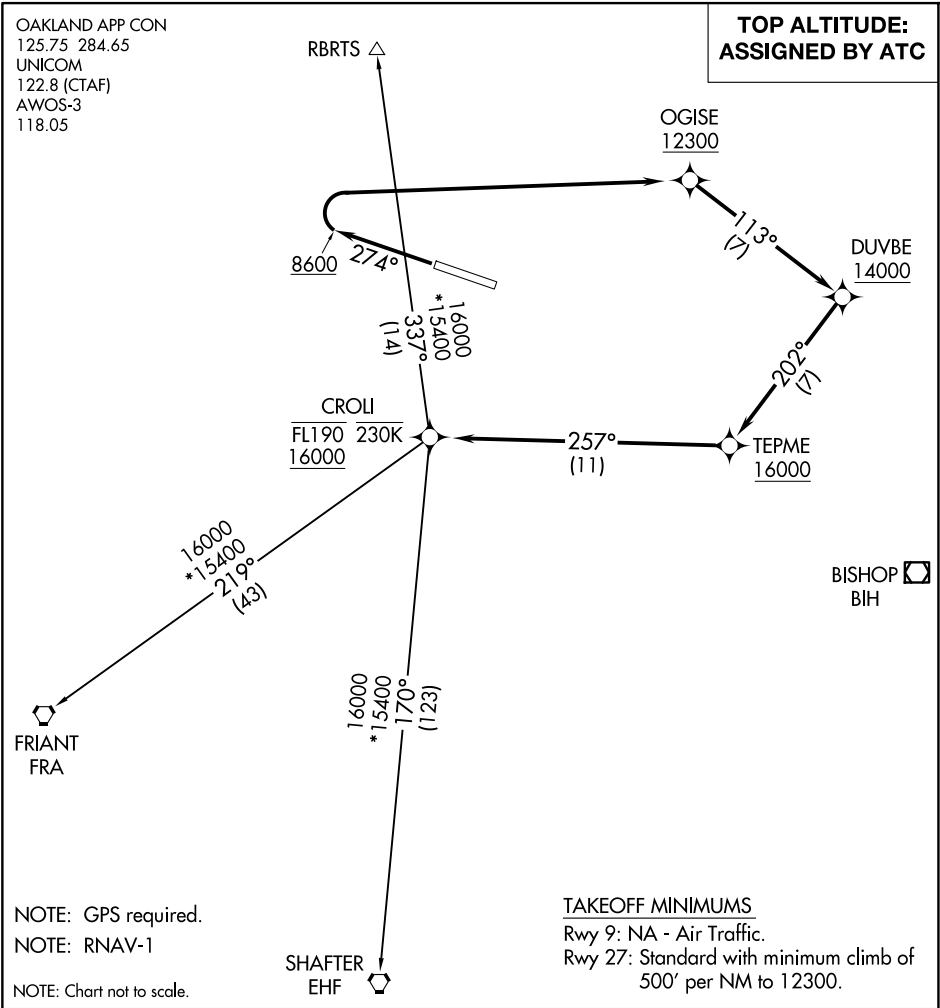 OAKLAND APP CON
125.75 284.65
UNICOM
122.8 (CTAF)
AWOS-3
118.05
TOP ALTITUDE:
ASSIGNED BY ATC
RBRTS
OGISE
12300
113°
(7)
DUVBE
14000
8600
274°
16000
*15400
337°
(14)
202°
(7)
CROLI
FL190 230K
16000
257°
(11)
TEPME
16000
16000
*15400
219°
(43)
BISHOP
BIH
16000
*15400
170°
(123)
FRIANT
FRA
NOTE: GPS required.
NOTE: RNAV-1
NOTE: Chart not to scale.
SHAFTER
EHF
TAKEOFF MINIMUMS
Rwy 9: NA - Air Traffic.
Rwy 27: Standard with minimum climb of
500' per NM to 12300.